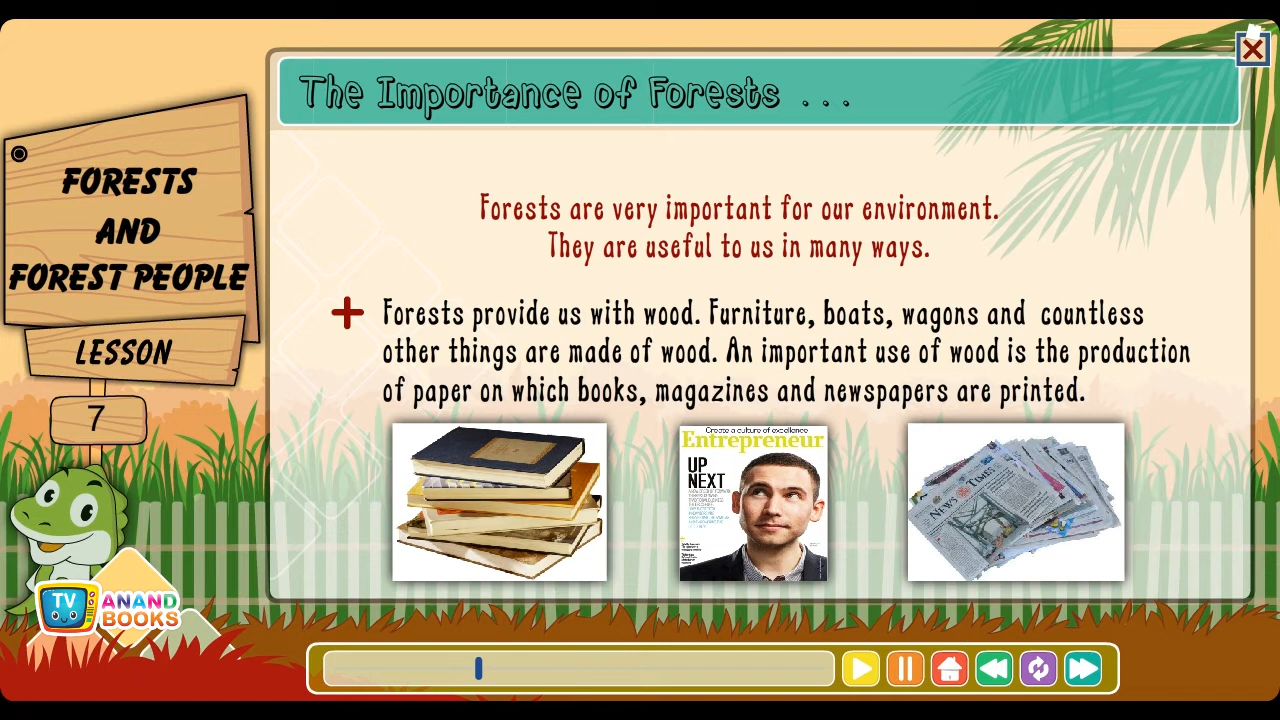 The Importance of Forests ...
FORESTS
AND
FOREST PEOPLE
LESSON
7
Forests are very important for our environment.
They are useful to us in many ways.
Forests provide us with wood. Furniture, boats, wagons and countless
other things are made of wood. An important use of wood is the production
of paper on which books, magazines and newspapers are printed.
Create a culture of excellence
Entrepreneur
UP
NEXT
NEWS TIMES
TV
ANAND
BOOKS